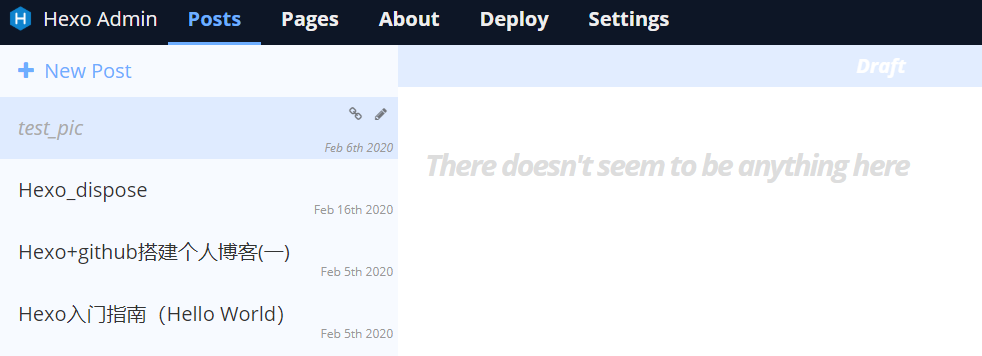 Hexo Admin Posts Pages About Deploy Settings
New Post
Draft
test_pic
Feb 6th 2020
There doesn't seem to be anything here
Hexo_dispose
Feb 16th 2020
Hexo+github搭建个人博客(一)
Feb 5th 2020
Hexo入门指南（Hello World）
Feb 5th 2020